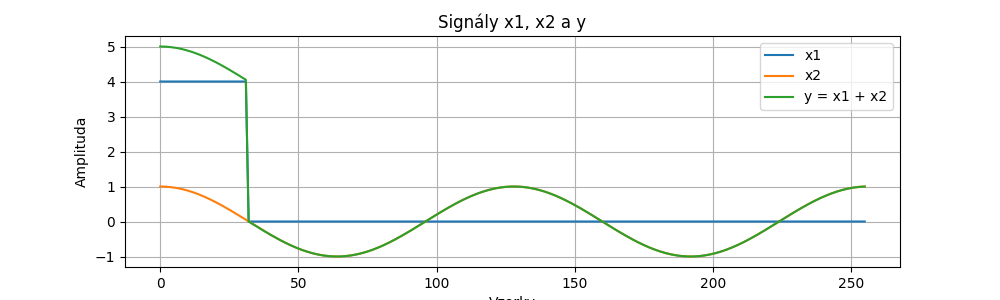 Signály x1, x2 a y
x1
x2
y = x1 + x2
Amplituda
5
4
3
2
1
0
−1
0
50
100
150
200
250
Vzorky